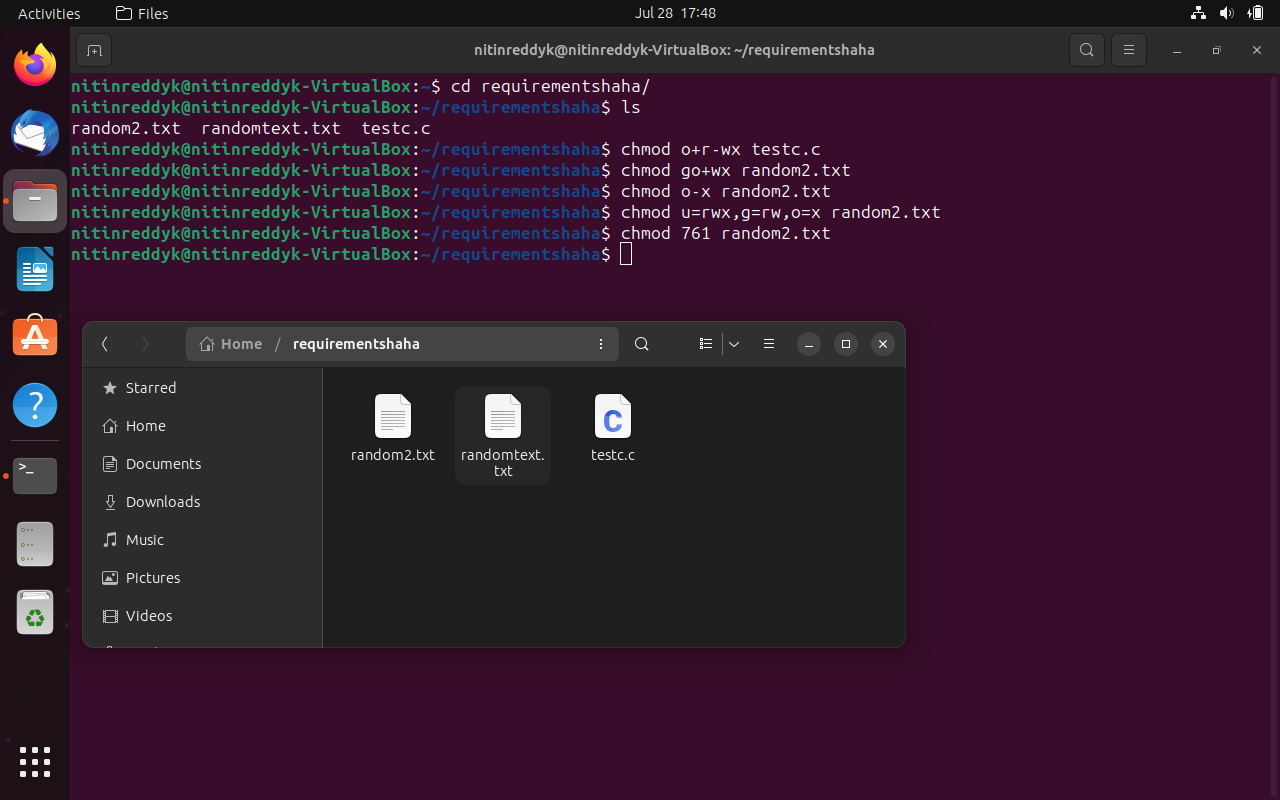 Activities Files Jul 28 17:48
nitinreddyk@nitinreddyk-VirtualBox: ~/requirementshaha
nitinreddyk@nitinreddyk-VirtualBox:~$ cd requirementshaha/
nitinreddyk@nitinreddyk-VirtualBox:~/requirementshaha$ ls
random2.txt  randomtext.txt  testc.c
nitinreddyk@nitinreddyk-VirtualBox:~/requirementshaha$ chmod o+r-wx testc.c
nitinreddyk@nitinreddyk-VirtualBox:~/requirementshaha$ chmod go+wx random2.txt
nitinreddyk@nitinreddyk-VirtualBox:~/requirementshaha$ chmod o-x random2.txt
nitinreddyk@nitinreddyk-VirtualBox:~/requirementshaha$ chmod u=rwx,g=rw,o=x random2.txt
nitinreddyk@nitinreddyk-VirtualBox:~/requirementshaha$ chmod 761 random2.txt
nitinreddyk@nitinreddyk-VirtualBox:~/requirementshaha$
Home / requirementshaha
Starred
Home
Documents
Downloads
Music
Pictures
Videos
random2.txt
randomtext.
txt
testc.c